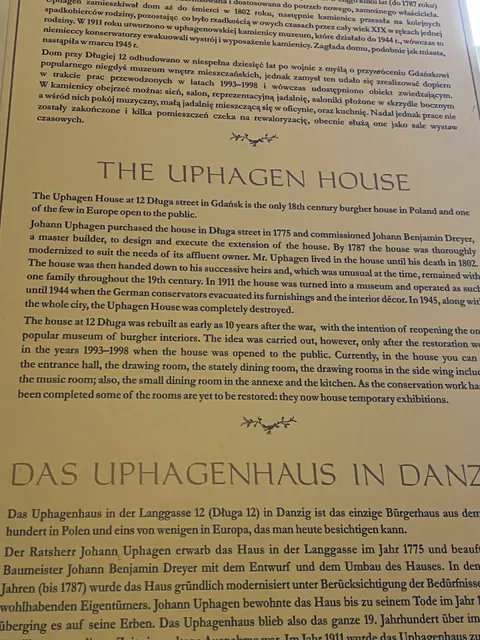 dostosowania do potrzeb nowego, zamożnego właściciela.
Uphagen zamieszkiwał dom aż do śmierci w 1802 roku, następnie kamienica przeszła na kolejnych
spadkobierców rodziny, pozostając co było rzadkością w owych czasach przez cały wiek XIX w rękach jednej
rodziny. W 1911 roku utworzono w uphagenowskiej kamienicy muzeum, które działało do 1944 r., wówczas to
niemieccy konserwatorzy ewakuowali wystrój i wyposażenie kamienicy. Zagłada domu, podobnie jak miasta,
nastąpiła w marcu 1945 r.
Dom przy Długiej 12 odbudowano w niespełna dziesięć lat po wojnie z myślą o przywróceniu Gdańskowi
popularnego niegdyś muzeum wnętrz mieszczańskich, jednak zamysł ten udało się zrealizować dopiero
w trakcie prac przewodzonych w latach 1993–1998 i wówczas udostępniono obiekt zwiedzającym.
W kamienicy obejrzeć można: sień, salon, reprezentacyjną jadalnię, saloniki położone w skrzydle bocznym
a wśród nich pokój muzyczny, małą jadalnię mieszczącą się w oficynie, oraz kuchnię. Nadal jednak prace nie
zostały zakończone i kilka pomieszczeń czeka na rewaloryzację, obecnie służą one jako sale wystaw
czasowych.
THE UPHAGEN HOUSE
The Uphagen House at 12 Długa street in Gdańsk is the only 18th century burgher house in Poland and one
of the few in Europe open to the public.
Johann Uphagen purchased the house in Długa street in 1775 and commissioned Johann Benjamin Dreyer,
a master builder, to design and execute the extension of the house. By 1787 the house was thoroughly
modernized to suit the needs of its affluent owner. Mr. Uphagen lived in the house until his death in 1802.
The house was then handed down to his successive heirs and, which was unusual at the time, remained with
one family throughout the 19th century. In 1911 the house was turned into a museum and operated as such
until 1944 when the German conservators evacuated its furnishings and the interior décor. In 1945, along wit
the whole city, the Uphagen House was completely destroyed.
The house at 12 Długa was rebuilt as early as 10 years after the war, with the intention of reopening the on
popular museum of burgher interiors. The idea was carried out, however, only after the restoration w
in the years 1993–1998 when the house was opened to the public. Currently, in the house you can
the entrance hall, the drawing room, the stately dining room, the drawing rooms in the side wing inclu
the music room; also, the small dining room in the annexe and the kitchen. As the conservation work ha
been completed some of the rooms are yet to be restored: they now house temporary exhibitions.
DAS UPHAGENHAUS IN DANZ
Das Uphagenhaus in der Langgasse 12 (Długa 12) in Danzig ist das einzige Bürgerhaus aus dem
hundert in Polen und eins von wenigen in Europa, das man heute besichtigen kann.
Der Ratsherr Johann Uphagen erwarb das Haus in der Langgasse im Jahr 1775 und beauf
Baumeister Johann Benjamin Dreyer mit dem Entwurf und dem Umbau des Hauses. In den
Jahren (bis 1787) wurde das Haus gründlich modernisiert unter Berücksichtigung der Bedürfnisse
wohlhabenden Eigentümers. Johann Uphagen bewohnte das Haus bis zu seinem Tode im Jahr 1
überging es auf seine Erben. Das Uphagenhaus blieb also das ganze 19. Jahrhundert über im
Im Jahr 1911 wurde das Uphagenh